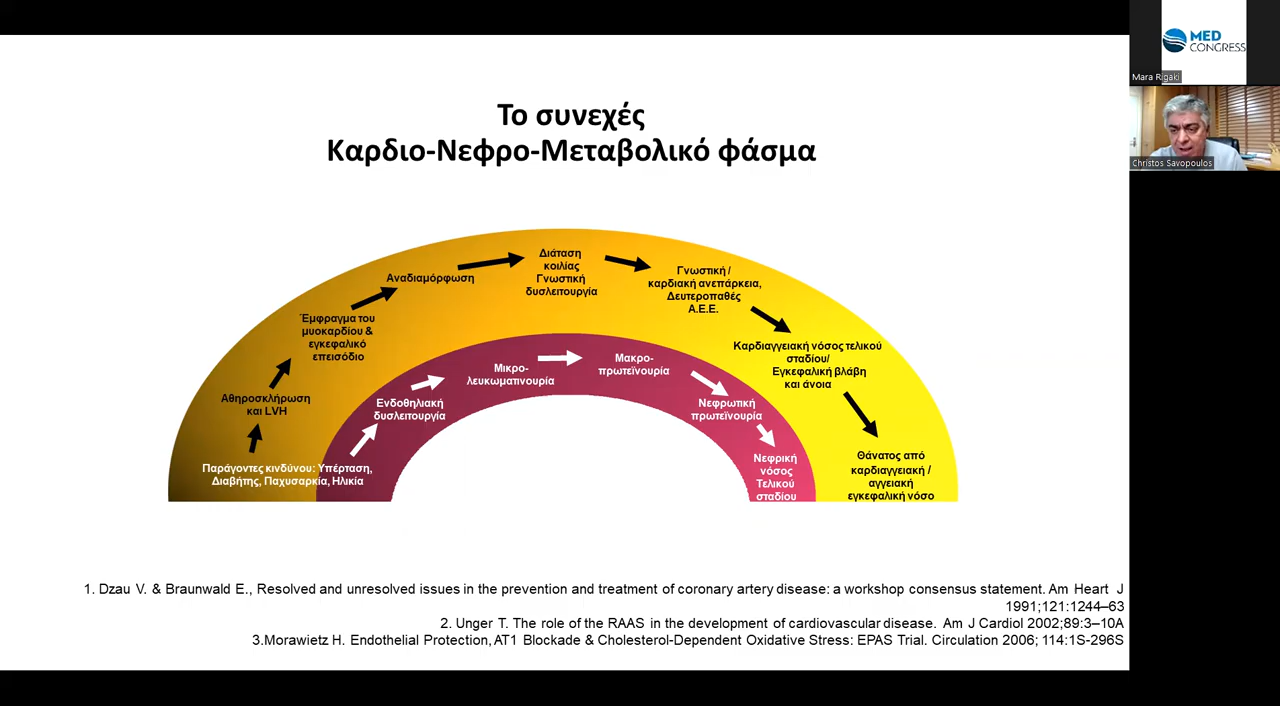 Το συνεχές
Καρδιο-Νεφρο-Μεταβολικό φάσμα
Παράγοντες κινδύνου: Υπέρταση,
Διαβήτης, Παχυσαρκία, Ηλικία
Αθηροσκλήρωση
και LVH
Έμφραγμα του
μυοκαρδίου &
εγκεφαλικό
επεισόδιο
Αναδιαμόρφωση
Διάταση
κοιλίας
Γνωστική
δυσλειτουργία
Γνωστική /
καρδιακή ανεπάρκεια,
Δευτεροπαθές
Α.Ε.Ε.
Καρδιαγγειακή νόσος τελικού
σταδίου/
Εγκεφαλική βλάβη
και άνοια
Θάνατος από
καρδιαγγειακή /
αγγειακή
εγκεφαλική νόσο
Ενδοθηλιακή
δυσλειτουργία
Μικρο-
λευκωματινουρία
Μακρο-
πρωτεϊνουρία
Νεφρωτική
πρωτεϊνουρία
Νεφρική
νόσος
Τελικού
σταδίου
1. Dzau V. & Braunwald E., Resolved and unresolved issues in the prevention and treatment of coronary artery disease: a workshop consensus statement. Am Heart J
1991;121:1244–63
2. Unger T. The role of the RAAS in the development of cardiovascular disease. Am J Cardiol 2002;89:3–10A
3.Morawietz H. Endothelial Protection, AT1 Blockade & Cholesterol-Dependent Oxidative Stress: EPAS Trial. Circulation 2006; 114:1S-296S
MED
CONGRESS
Mara Rigaki
Christos Savopoulos